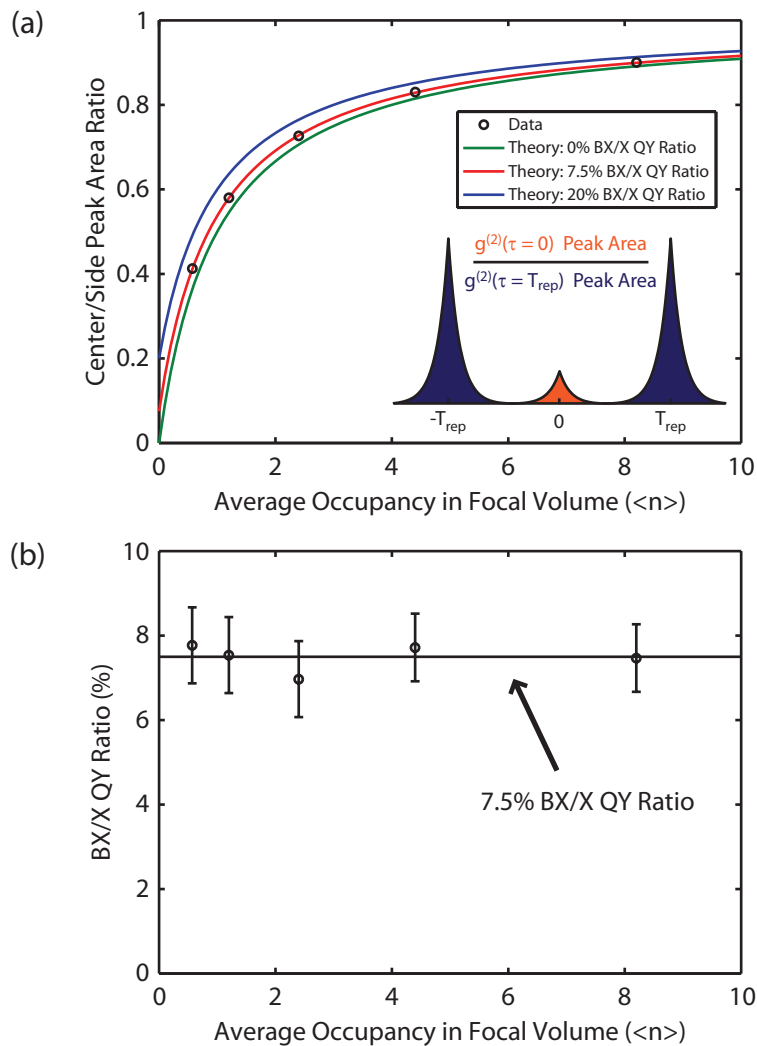 (a)
1
0.8
0.6
0.4
0.2
0
Center/Side Peak Area Ratio
Data
Theory: 0% BX/X QY Ratio
Theory: 7.5% BX/X QY Ratio
Theory: 20% BX/X QY Ratio
g(2)(τ = 0) Peak Area
g(2)(τ = Trep) Peak Area
-Trep 0 Trep
0 2 4 6 8 10
Average Occupancy in Focal Volume (<n>)
(b)
10
8
6
4
2
0
BX/X QY Ratio (%)
7.5% BX/X QY Ratio
0 2 4 6 8 10
Average Occupancy in Focal Volume (<n>)